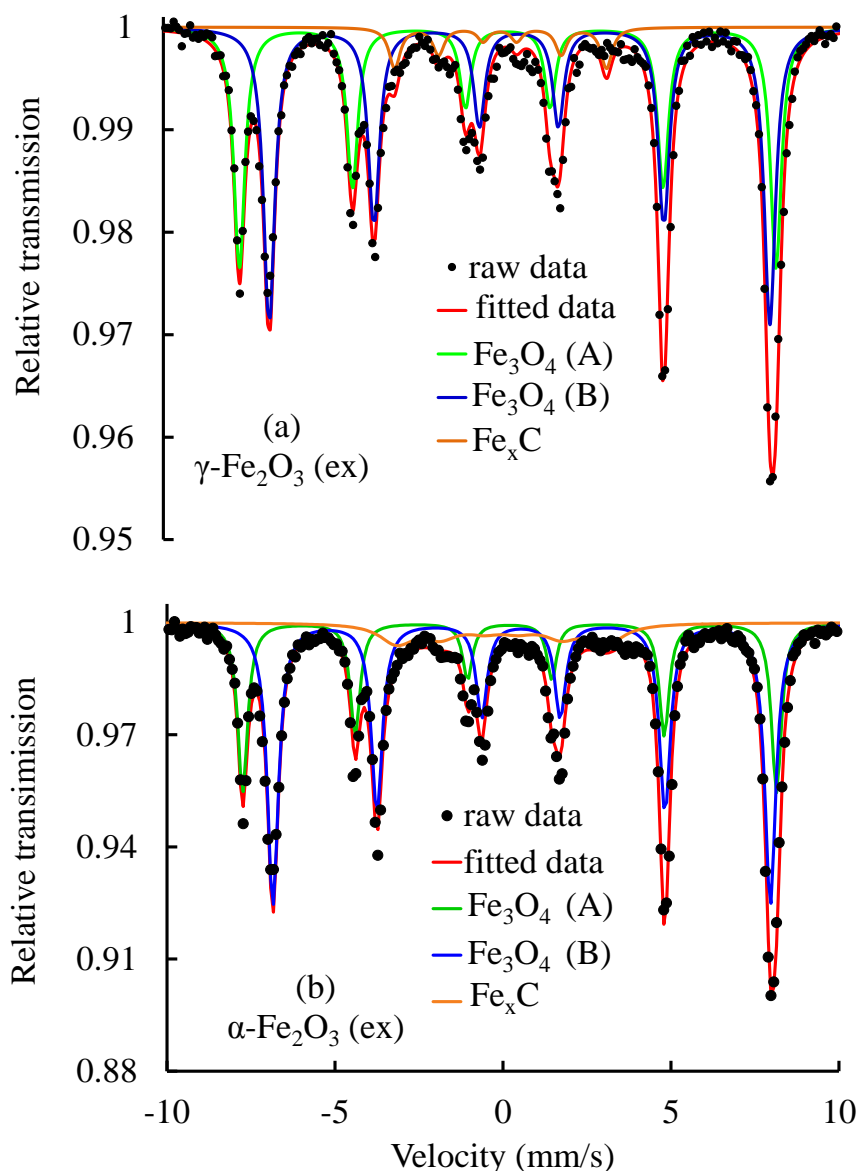 1
0.99
0.98
0.97
0.96
0.95
Relative transmission
raw data
fitted data
Fe₃O₄ (A)
Fe₃O₄ (B)
FeₓC
(a)
γ-Fe₂O₃ (ex)
1
0.97
0.94
0.91
0.88
Relative transimission
raw data
fitted data
Fe₃O₄ (A)
Fe₃O₄ (B)
FeₓC
(b)
α-Fe₂O₃ (ex)
-10 -5 0 5 10
Velocity (mm/s)